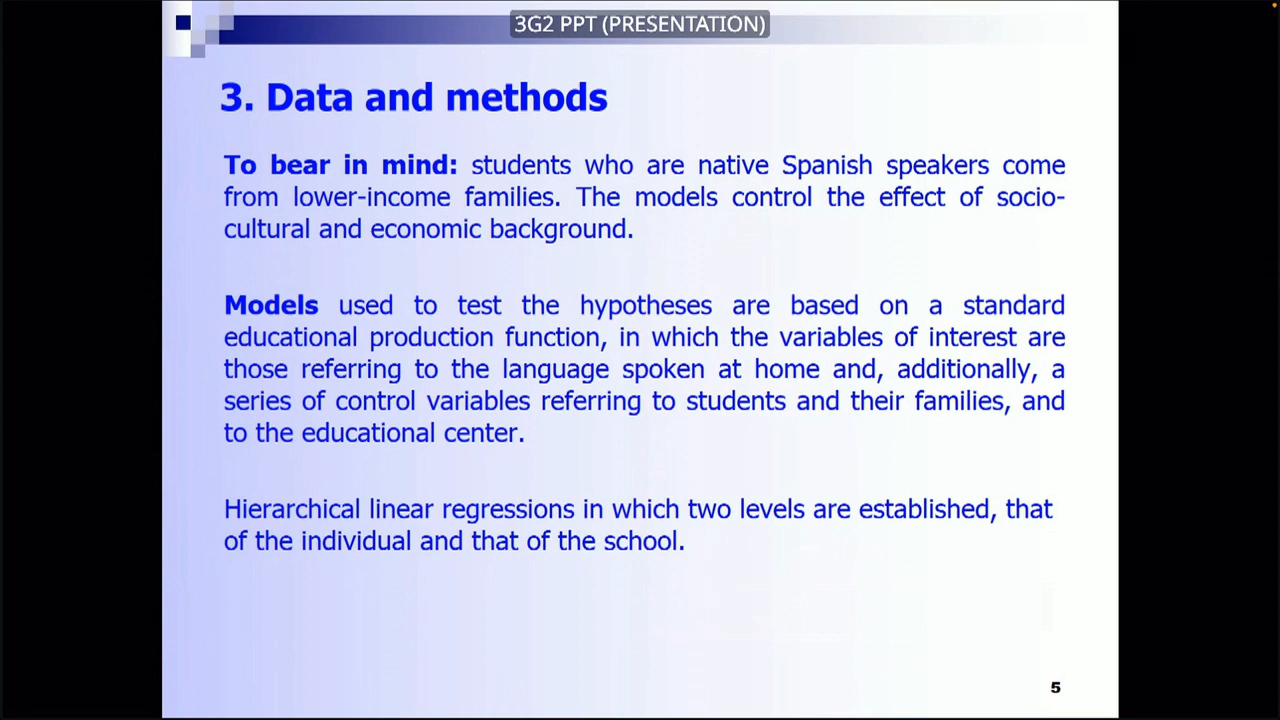 3G2 PPT (PRESENTATION)
3. Data and methods
To bear in mind: students who are native Spanish speakers come
from lower-income families. The models control the effect of socio-
cultural and economic background.
Models used to test the hypotheses are based on a standard
educational production function, in which the variables of interest are
those referring to the language spoken at home and, additionally, a
series of control variables referring to students and their families, and
to the educational center.
Hierarchical linear regressions in which two levels are established, that
of the individual and that of the school.
5